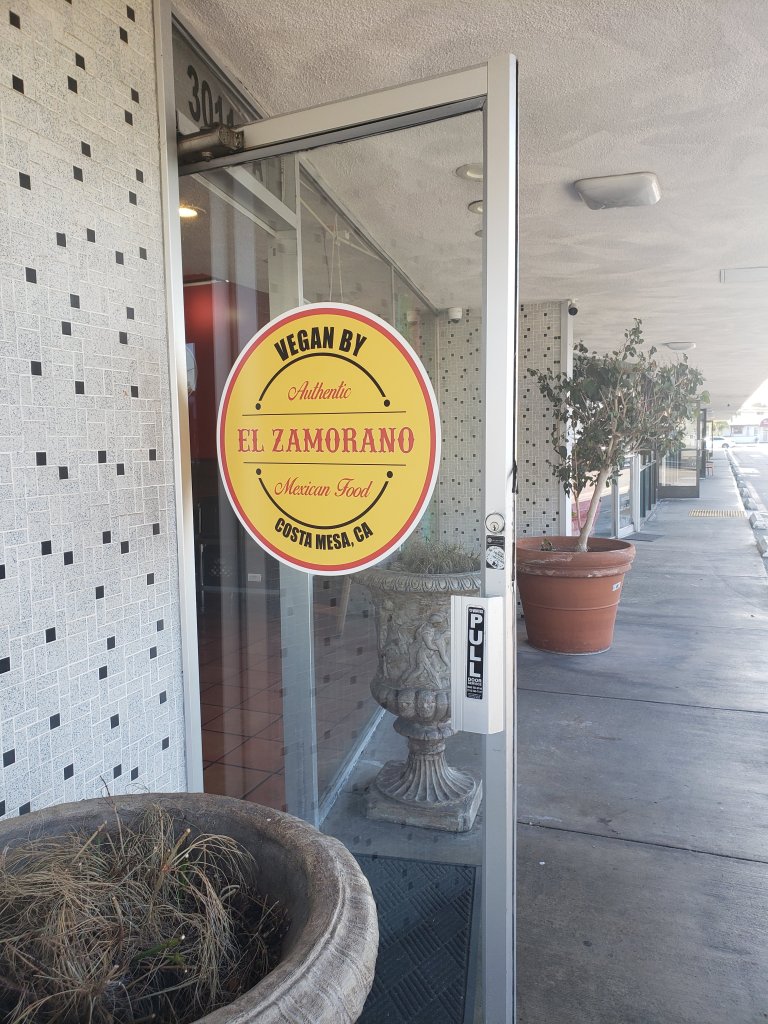 VEGAN BY
Authentic
EL ZAMORANO
Mexican Food
COSTA MESA, CA
PULL